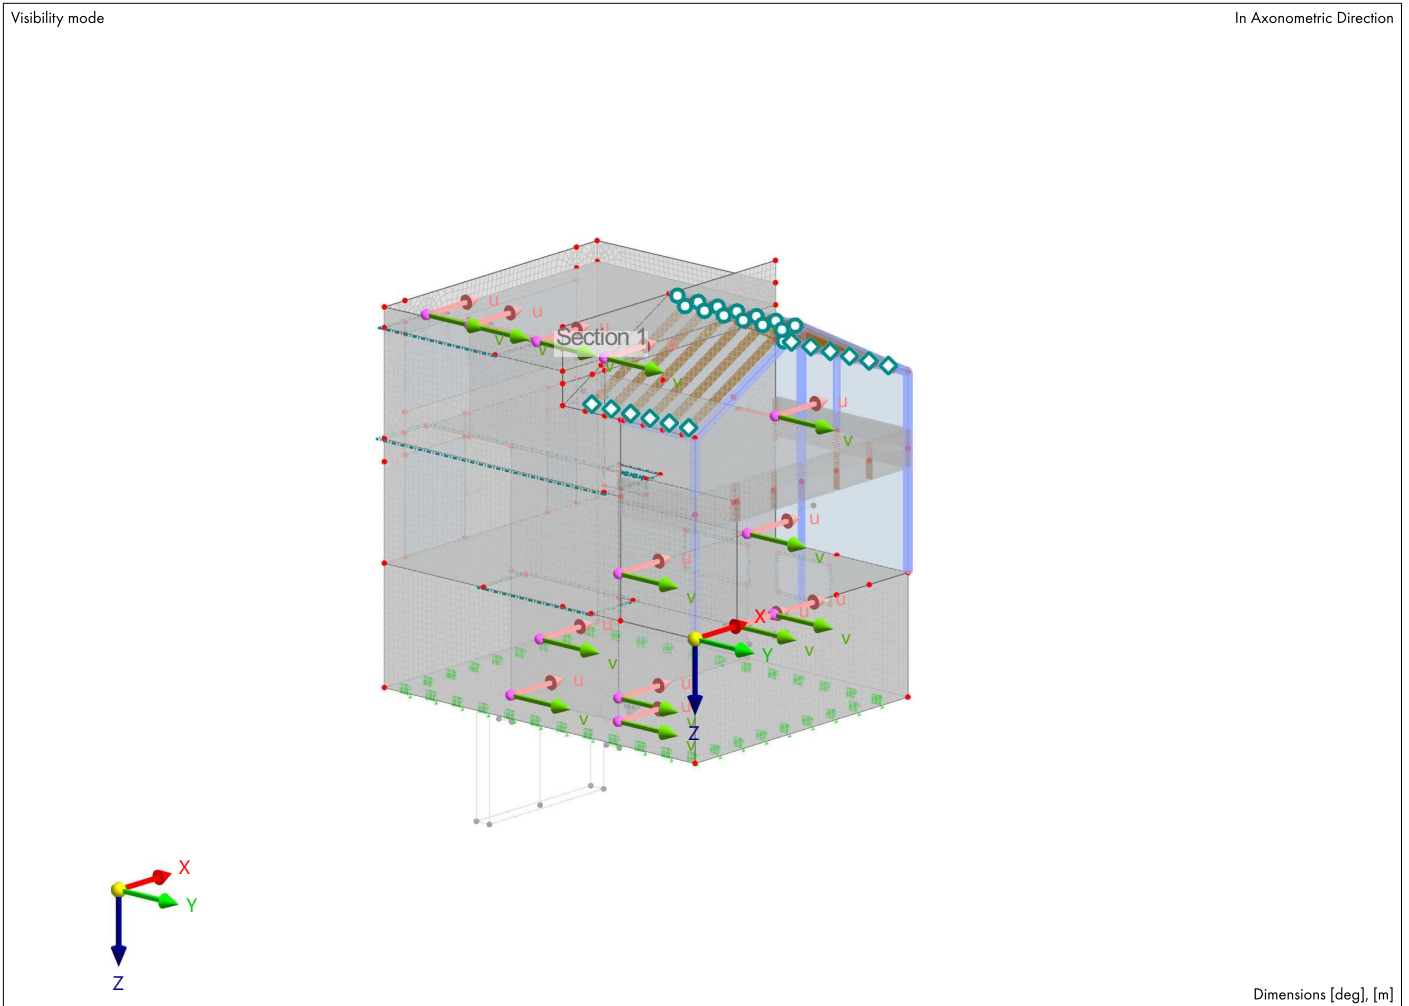 Visibility mode
In Axonometric Direction
u
u
u
v
v
Section 1
u
v
v
u
v
u
v
u
v
u
u
X
u
v
v
Y
v
u
u
v
u
v
Z
v
X
Y
Z
Dimensions [deg], [m]